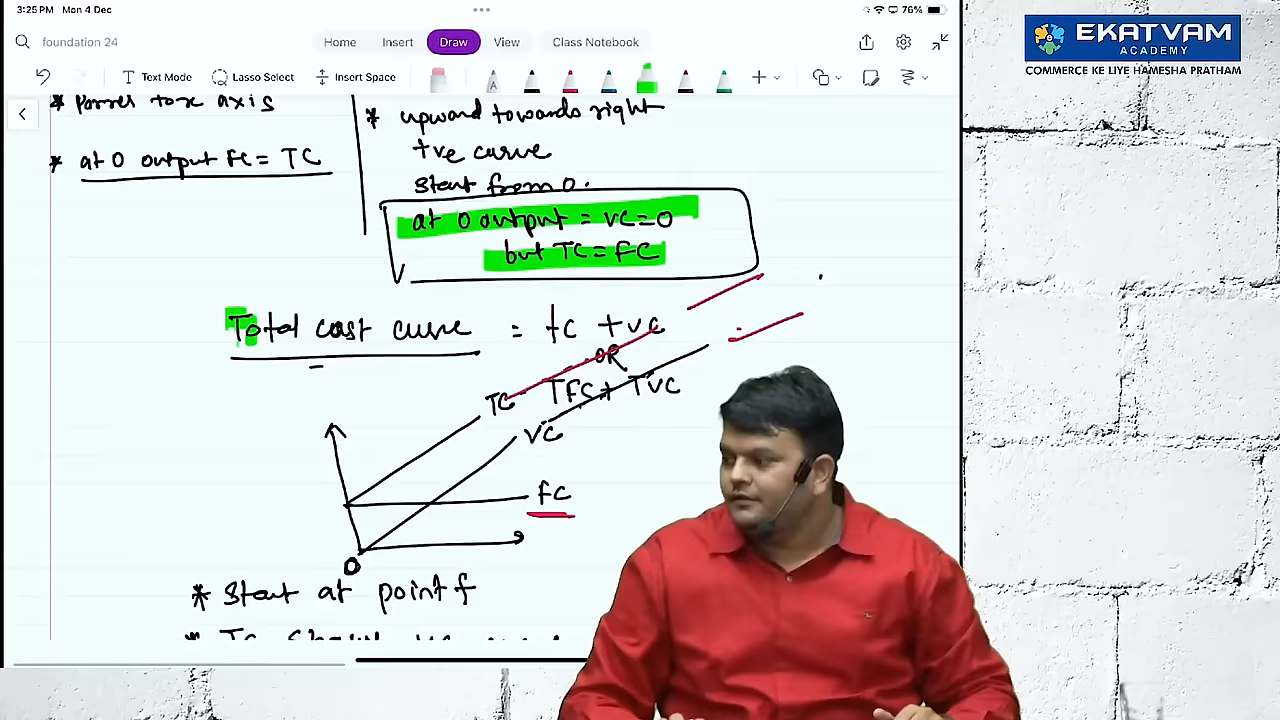 3:25 PM Mon 4 Dec
76%
foundation 24
Home Insert Draw View Class Notebook
Text Mode Lasso Select Insert Space
EKATVAM
ACADEMY
COMMERCE KE LIYE HAMESHA PRATHAM
axis
* at 0 output FC = TC
* upward towards right
+ve curve
start from 0.
at 0 output = VC=0
but TC = FC
Total cost curve = fC + VC
OR
TFC + TVC
TC
VC
FC
0
* Start at point f